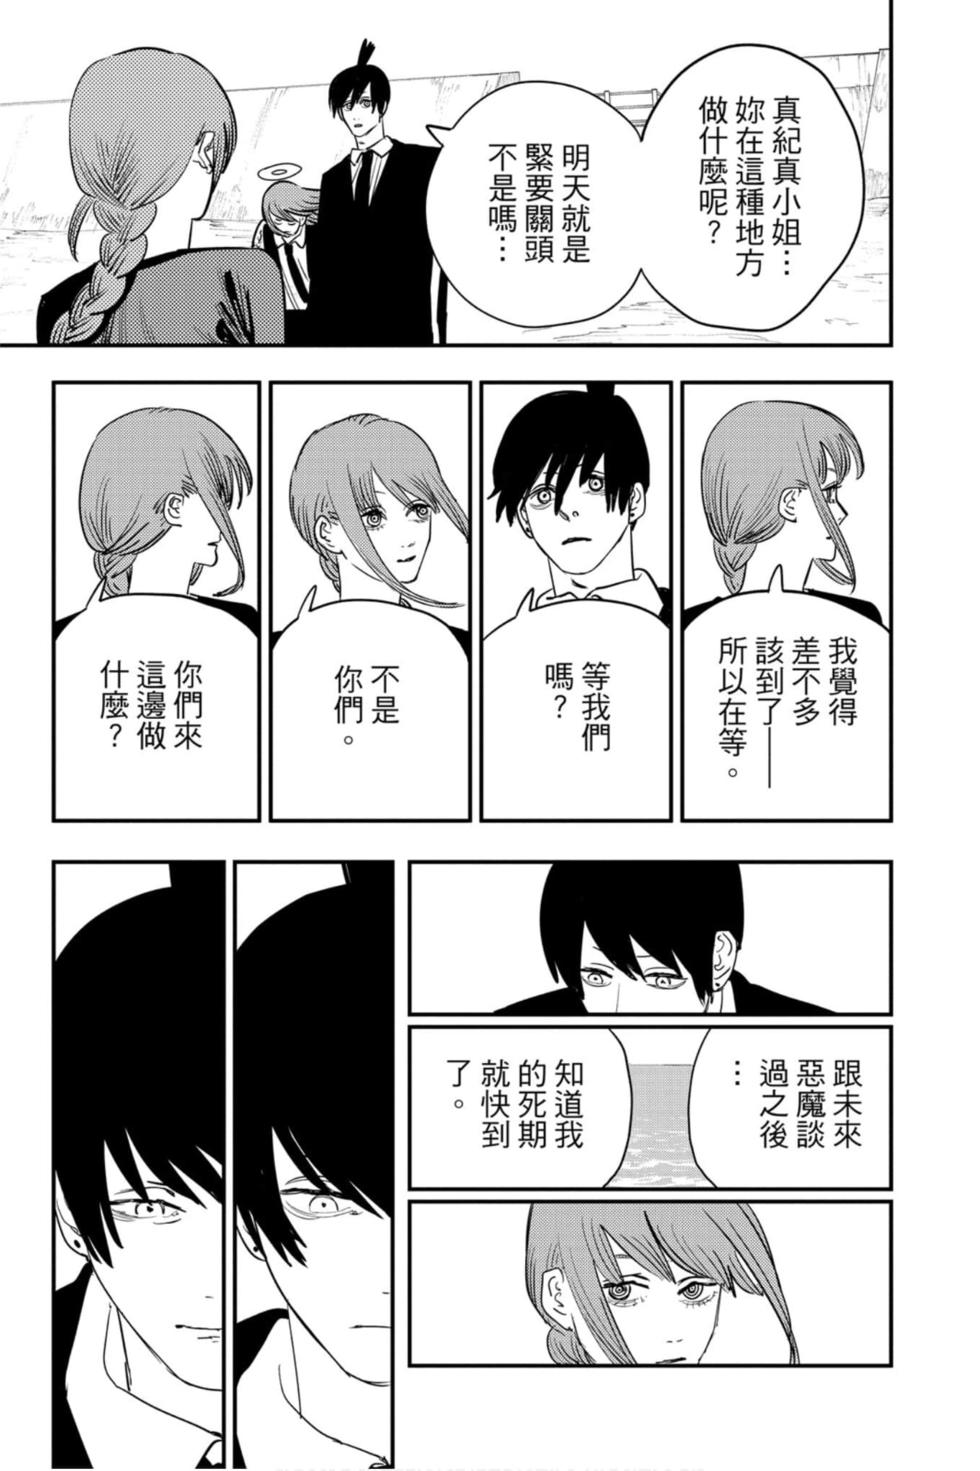 真紀真小姐…
妳在這種地方
做什麼呢？
明天就是
緊要關頭
不是嗎…
我覺得
差不多
該到了——
所以在等。
等我們
嗎？
不是
你們。
你們來
這邊做
什麼？
跟未來
惡魔談
過之後
…
知道我
的死期
就快到
了。